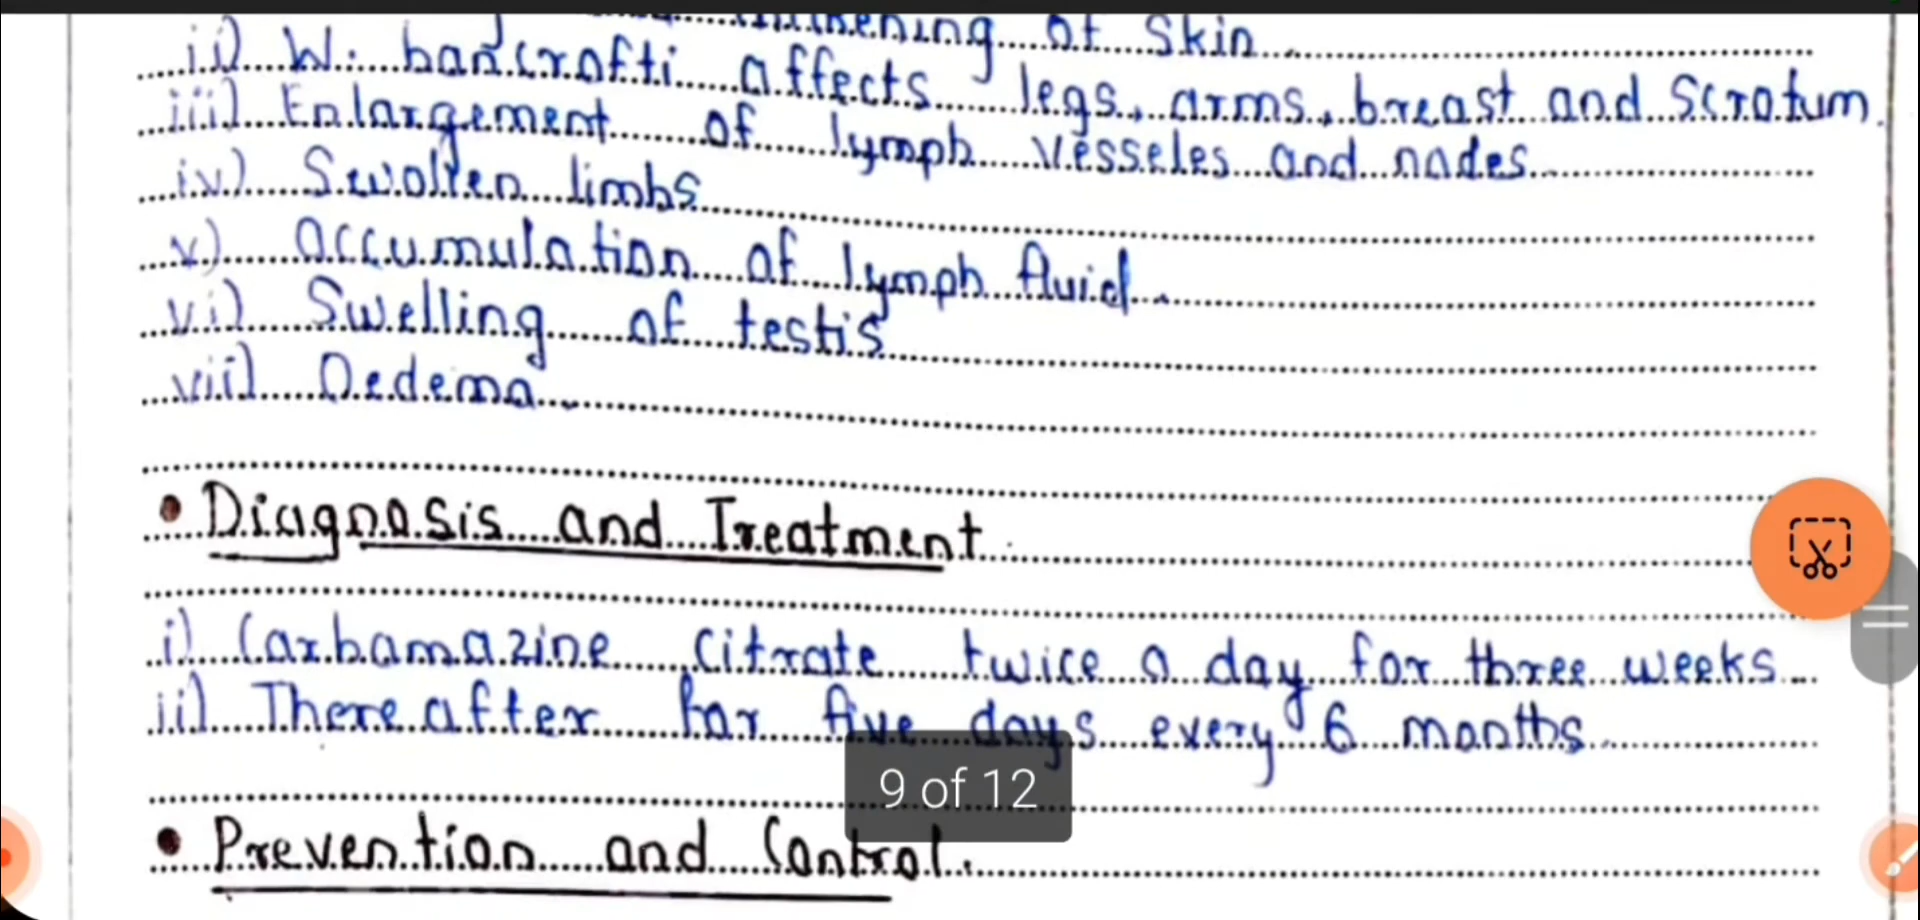 thickening of Skin.
ii) W. bancrofti affects legs, arms, breast and Scrotum.
iii) Enlargement of lymph vesseles and nodes.
iv) Swollen limbs
v) accumulation of lymph fluid.
vi) Swelling of testis
vii) Oedema.
• Diagnosis and Treatment
i) Carbamazine citrate twice a day for three weeks.
ii) There after for five days every 6 months.
9 of 12
• Prevention and Control.